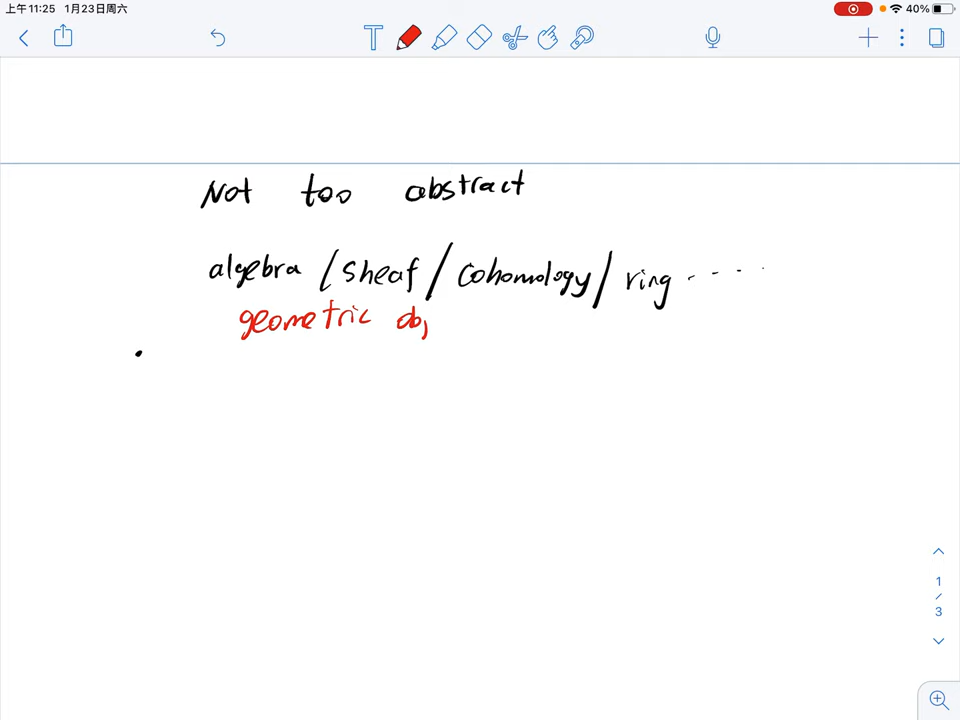 上午11:25 1月23日周六
40%
Not too abstract
algebra / sheaf / cohomology / ring - - - -
geometric obj
1
/
3